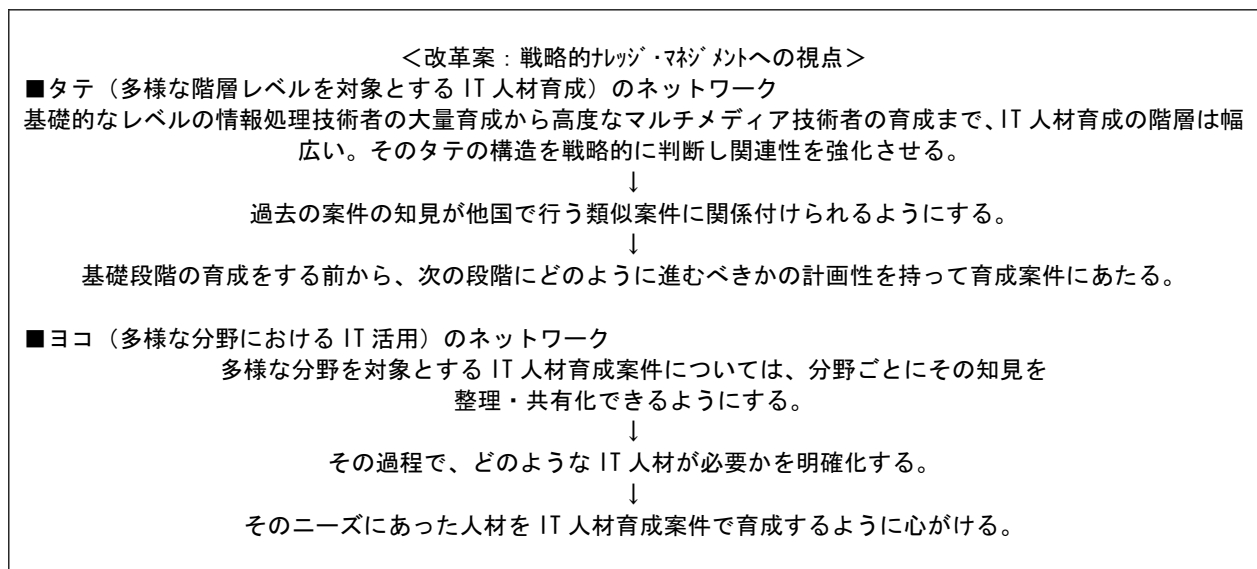 ＜改革案：戦略的ﾅﾚｯｼﾞ・ﾏﾈｼﾞﾒﾝﾄへの視点＞
■タテ（多様な階層レベルを対象とする IT 人材育成）のネットワーク
基礎的なレベルの情報処理技術者の大量育成から高度なマルチメディア技術者の育成まで、IT 人材育成の階層は幅
広い。そのタテの構造を戦略的に判断し関連性を強化させる。
↓
過去の案件の知見が他国で行う類似案件に関係付けられるようにする。
↓
基礎段階の育成をする前から、次の段階にどのように進むべきかの計画性を持って育成案件にあたる。
■ヨコ（多様な分野における IT 活用）のネットワーク
多様な分野を対象とする IT 人材育成案件については、分野ごとにその知見を
整理・共有化できるようにする。
↓
その過程で、どのような IT 人材が必要かを明確化する。
↓
そのニーズにあった人材を IT 人材育成案件で育成するように心がける。